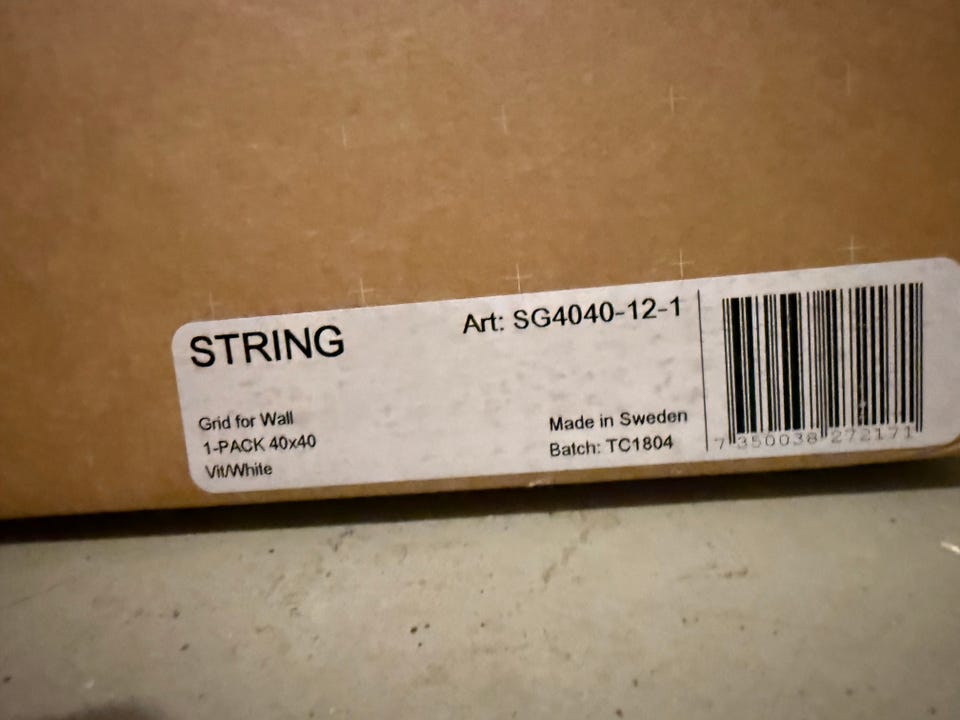 STRING
Art: SG4040-12-1
Grid for Wall
1-PACK 40x40
Vit/White
Made in Sweden
Batch: TC1804
7 350038 272171